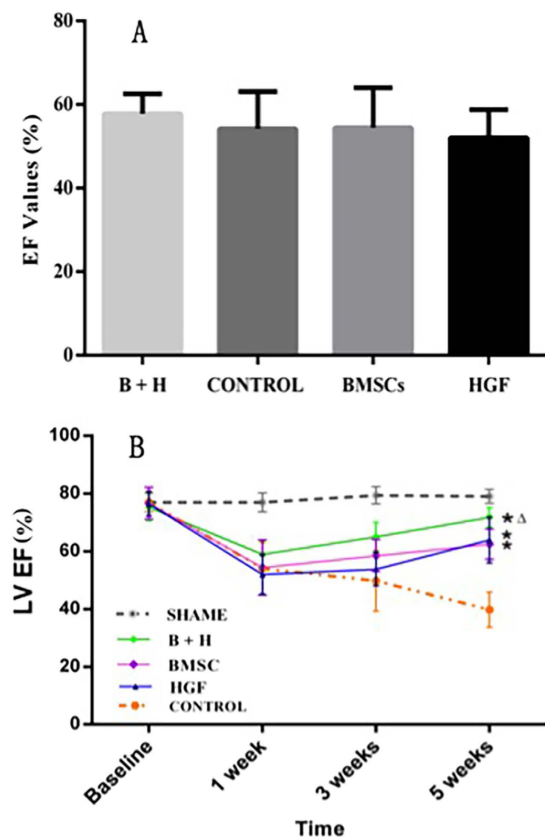 A
EF Values (%)
80
60
40
20
0
B + H CONTROL BMSCs HGF
B
LV EF(%)
100
80
60
40
20
0
* Δ
*
*
SHAME
B + H
BMSC
HGF
CONTROL
Baseline 1 week 3 weeks 5 weeks
Time